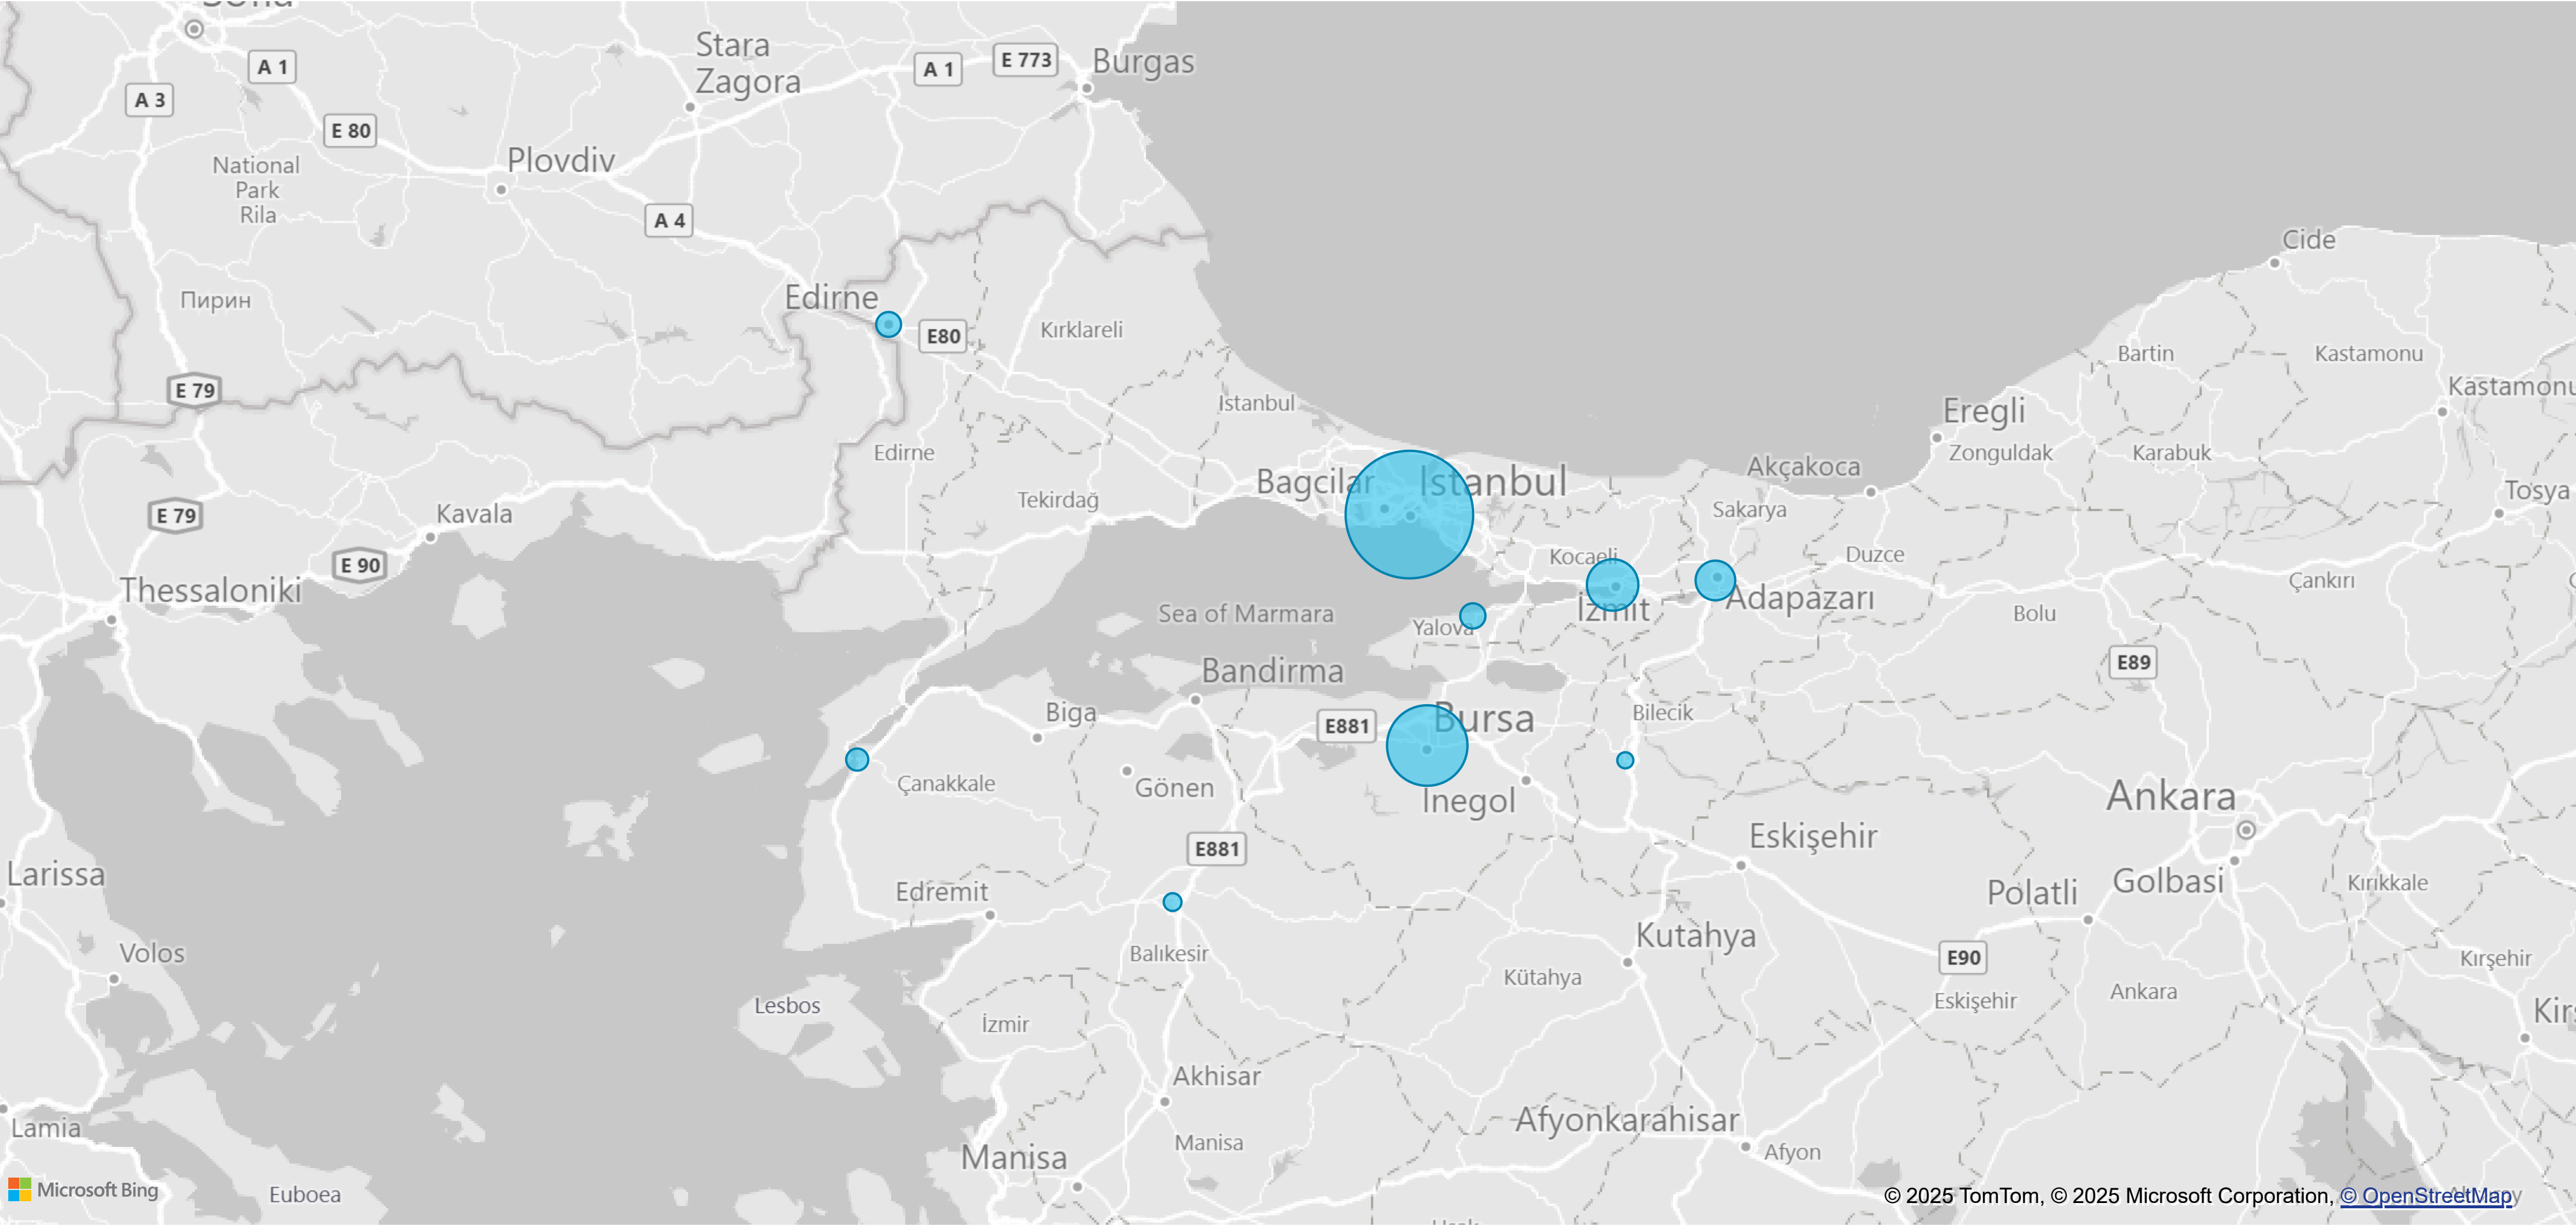 Stara
Zagora
A 1
A 1
E 773
Burgas
A 3
E 80
National
Park
Rila
Plovdiv
A 4
Cide
Пирин
Edirne
E80
Kırklareli
Bartin
Kastamonu
Kastamonu
E 79
Istanbul
Eregli
Zonguldak
Karabuk
Edirne
Bagcilar
Istanbul
Akçakoca
Tekirdağ
Sakarya
Tosya
E 79
Kavala
E 90
Kocaeli
Duzce
Thessaloniki
Çankırı
İzmit
Adapazarı
Sea of Marmara
Yalova
Bolu
Bandirma
E89
Biga
E881
Bursa
Bilecik
Çanakkale
Gönen
Inegol
Ankara
E881
Eskişehir
Larissa
Edremit
Polatli
Golbasi
Kırıkkale
Volos
Balıkesir
Kutahya
E90
Kırşehir
Kütahya
Lesbos
Eskişehir
Ankara
İzmir
Akhisar
Lamia
Manisa
Afyonkarahisar
Manisa
Afyon
Microsoft Bing
Euboea
© 2025 TomTom, © 2025 Microsoft Corporation, © OpenStreetMap